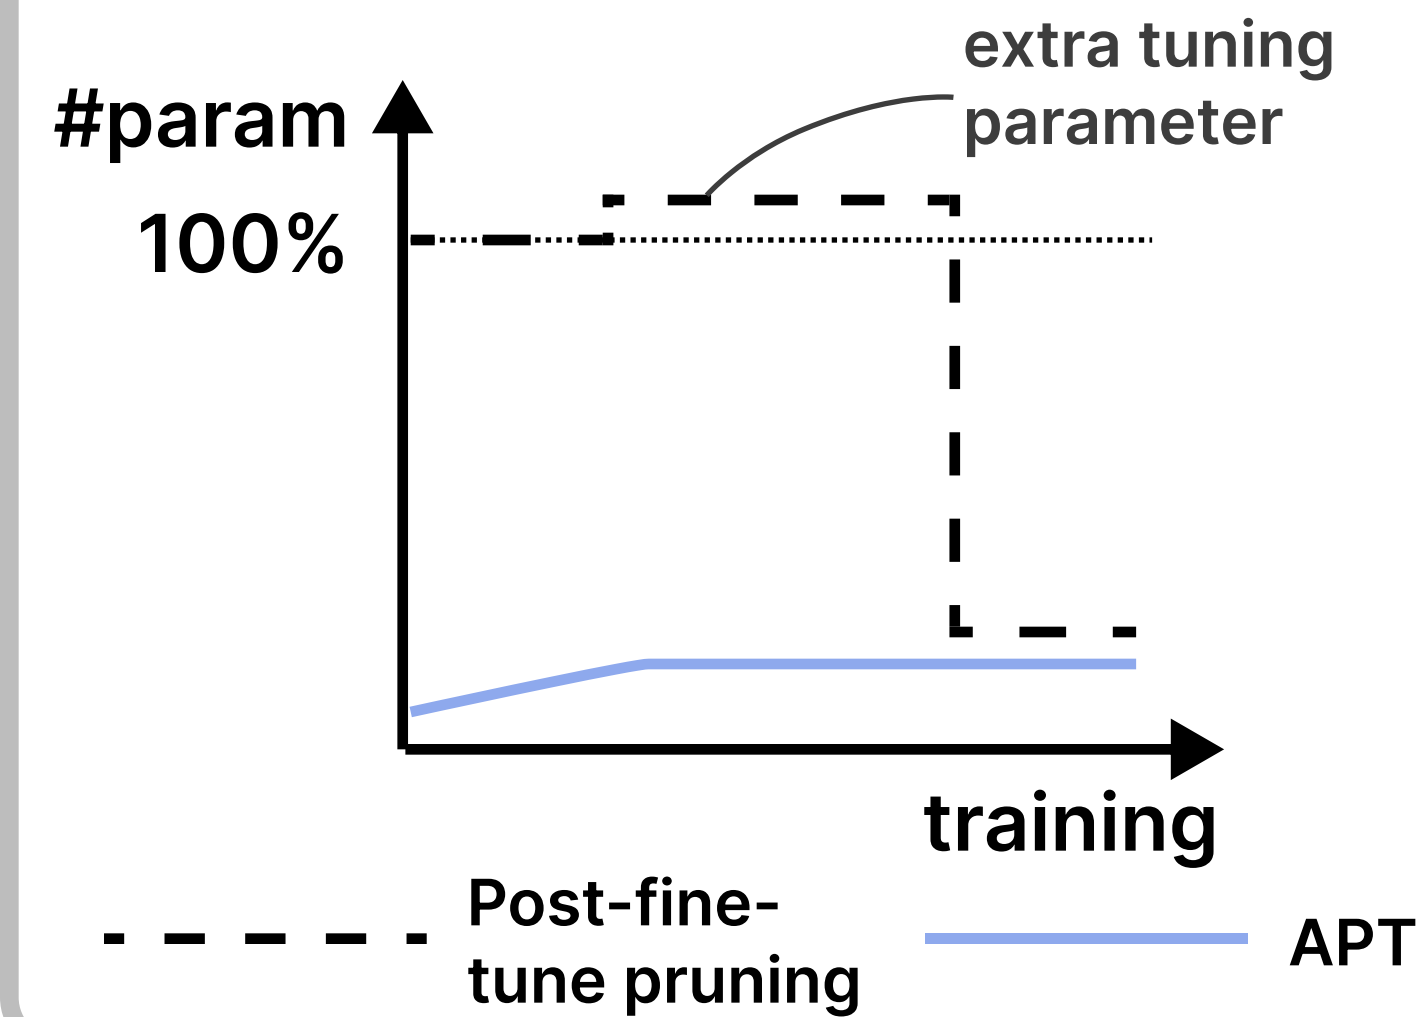 extra tuning
parameter
#param
100%
training
Post-fine-
tune pruning
APT